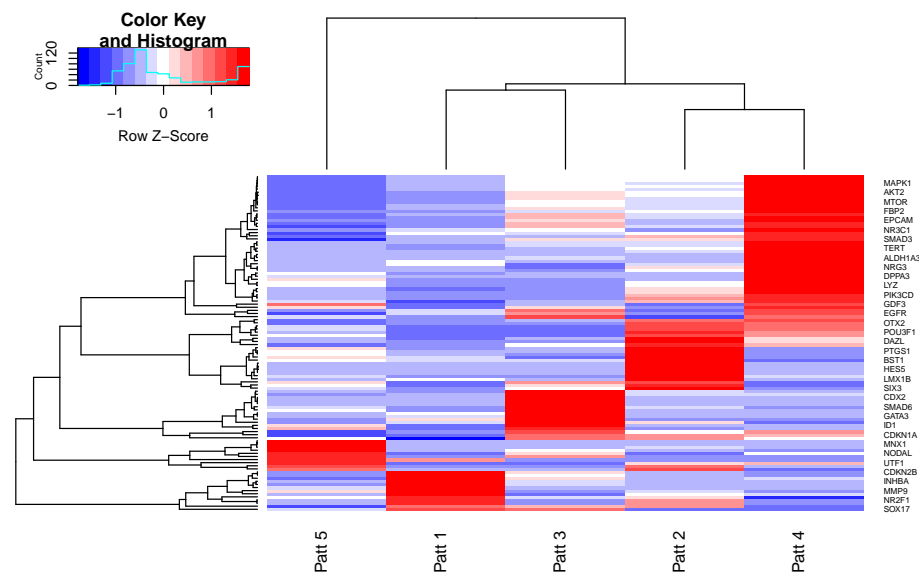 Color Key
and Histogram
Count
0
120
−1
0
1
Row Z−Score
MAPK1
AKT2
MTOR
FBP2
EPCAM
NR3C1
SMAD3
TERT
ALDH1A3
NRG3
DPPA3
LYZ
PIK3CD
GDF3
EGFR
OTX2
POU3F1
DAZL
PTGS1
BST1
HES5
LMX1B
SIX3
CDX2
SMAD6
GATA3
ID1
CDKN1A
MNX1
NODAL
UTF1
CDKN2B
INHBA
MMP9
NR2F1
SOX17
Patt 5
Patt 1
Patt 3
Patt 2
Patt 4